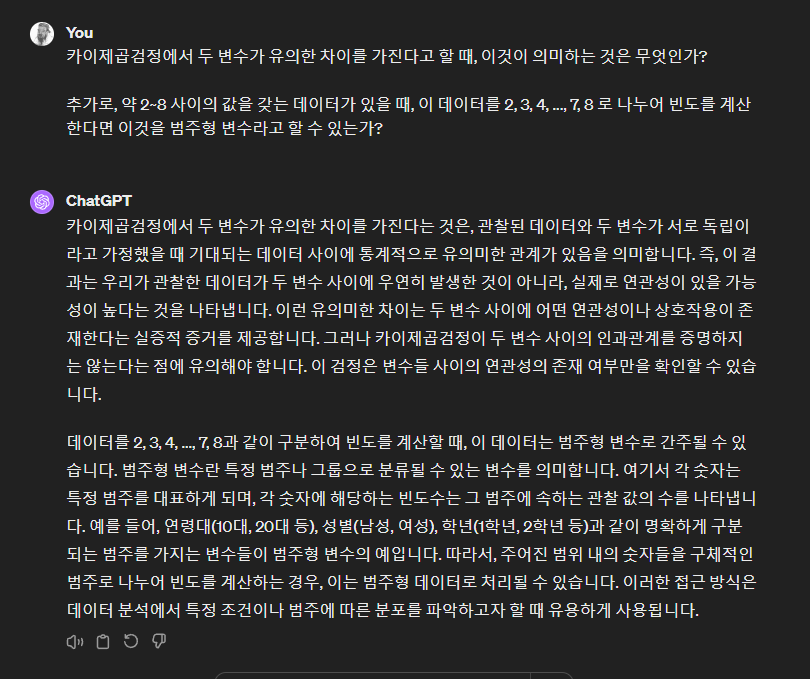 You
카이제곱검정에서 두 변수가 유의한 차이를 가진다고 할 때, 이것이 의미하는 것은 무엇인가?
추가로, 약 2~8 사이의 값을 갖는 데이터가 있을 때, 이 데이터를 2, 3, 4, ..., 7, 8 로 나누어 빈도를 계산
한다면 이것을 범주형 변수라고 할 수 있는가?
ChatGPT
카이제곱검정에서 두 변수가 유의한 차이를 가진다는 것은, 관찰된 데이터와 두 변수가 서로 독립이
라고 가정했을 때 기대되는 데이터 사이에 통계적으로 유의미한 관계가 있음을 의미합니다. 즉, 이 결
과는 우리가 관찰한 데이터가 두 변수 사이에 우연히 발생한 것이 아니라, 실제로 연관성이 있을 가능
성이 높다는 것을 나타냅니다. 이런 유의미한 차이는 두 변수 사이에 어떤 연관성이나 상호작용이 존
재한다는 실증적 증거를 제공합니다. 그러나 카이제곱검정이 두 변수 사이의 인과관계를 증명하지
는 않는다는 점에 유의해야 합니다. 이 검정은 변수들 사이의 연관성의 존재 여부만을 확인할 수 있습
니다.
데이터를 2, 3, 4, ..., 7, 8과 같이 구분하여 빈도를 계산할 때, 이 데이터는 범주형 변수로 간주될 수 있
습니다. 범주형 변수란 특정 범주나 그룹으로 분류될 수 있는 변수를 의미합니다. 여기서 각 숫자는
특정 범주를 대표하게 되며, 각 숫자에 해당하는 빈도수는 그 범주에 속하는 관찰 값의 수를 나타냅니
다. 예를 들어, 연령대(10대, 20대 등), 성별(남성, 여성), 학년(1학년, 2학년 등)과 같이 명확하게 구분
되는 범주를 가지는 변수들이 범주형 변수의 예입니다. 따라서, 주어진 범위 내의 숫자들을 구체적인
범주로 나누어 빈도를 계산하는 경우, 이는 범주형 데이터로 처리될 수 있습니다. 이러한 접근 방식은
데이터 분석에서 특정 조건이나 범주에 따른 분포를 파악하고자 할 때 유용하게 사용됩니다.